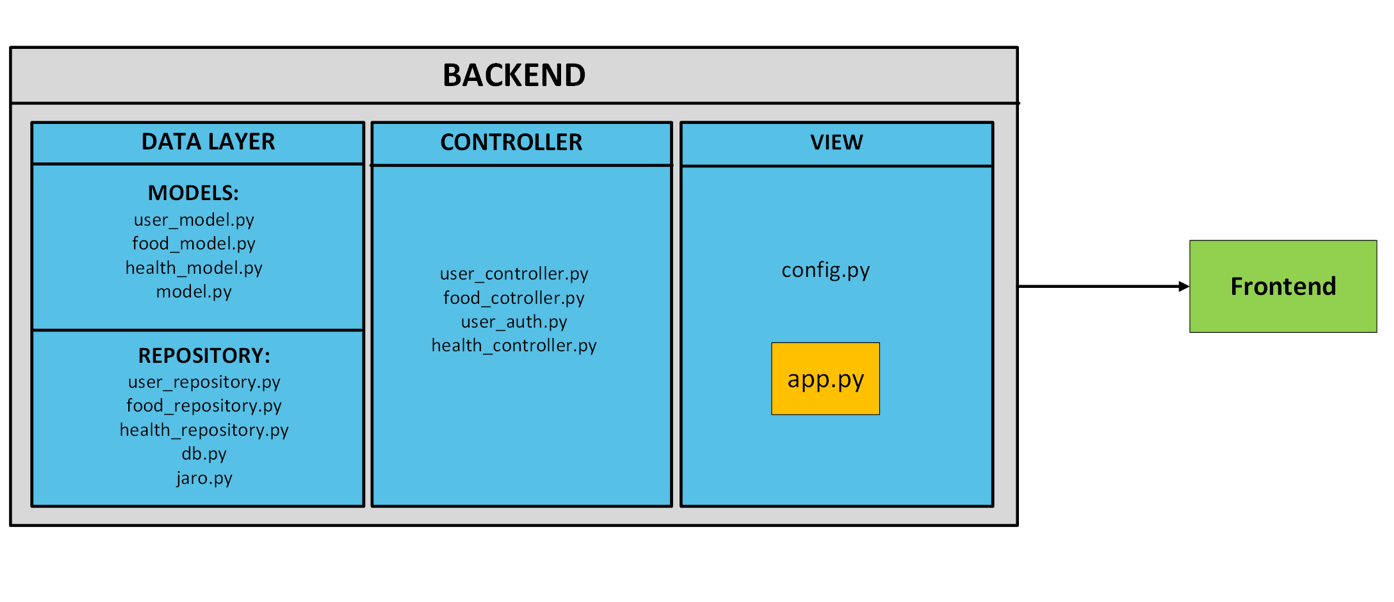 BACKEND
DATA LAYER
MODELS:
user_model.py
food_model.py
health_model.py
model.py
REPOSITORY:
user_repository.py
food_repository.py
health_repository.py
db.py
jaro.py
CONTROLLER
user_controller.py
food_cotroller.py
user_auth.py
health_controller.py
VIEW
config.py
app.py
Frontend